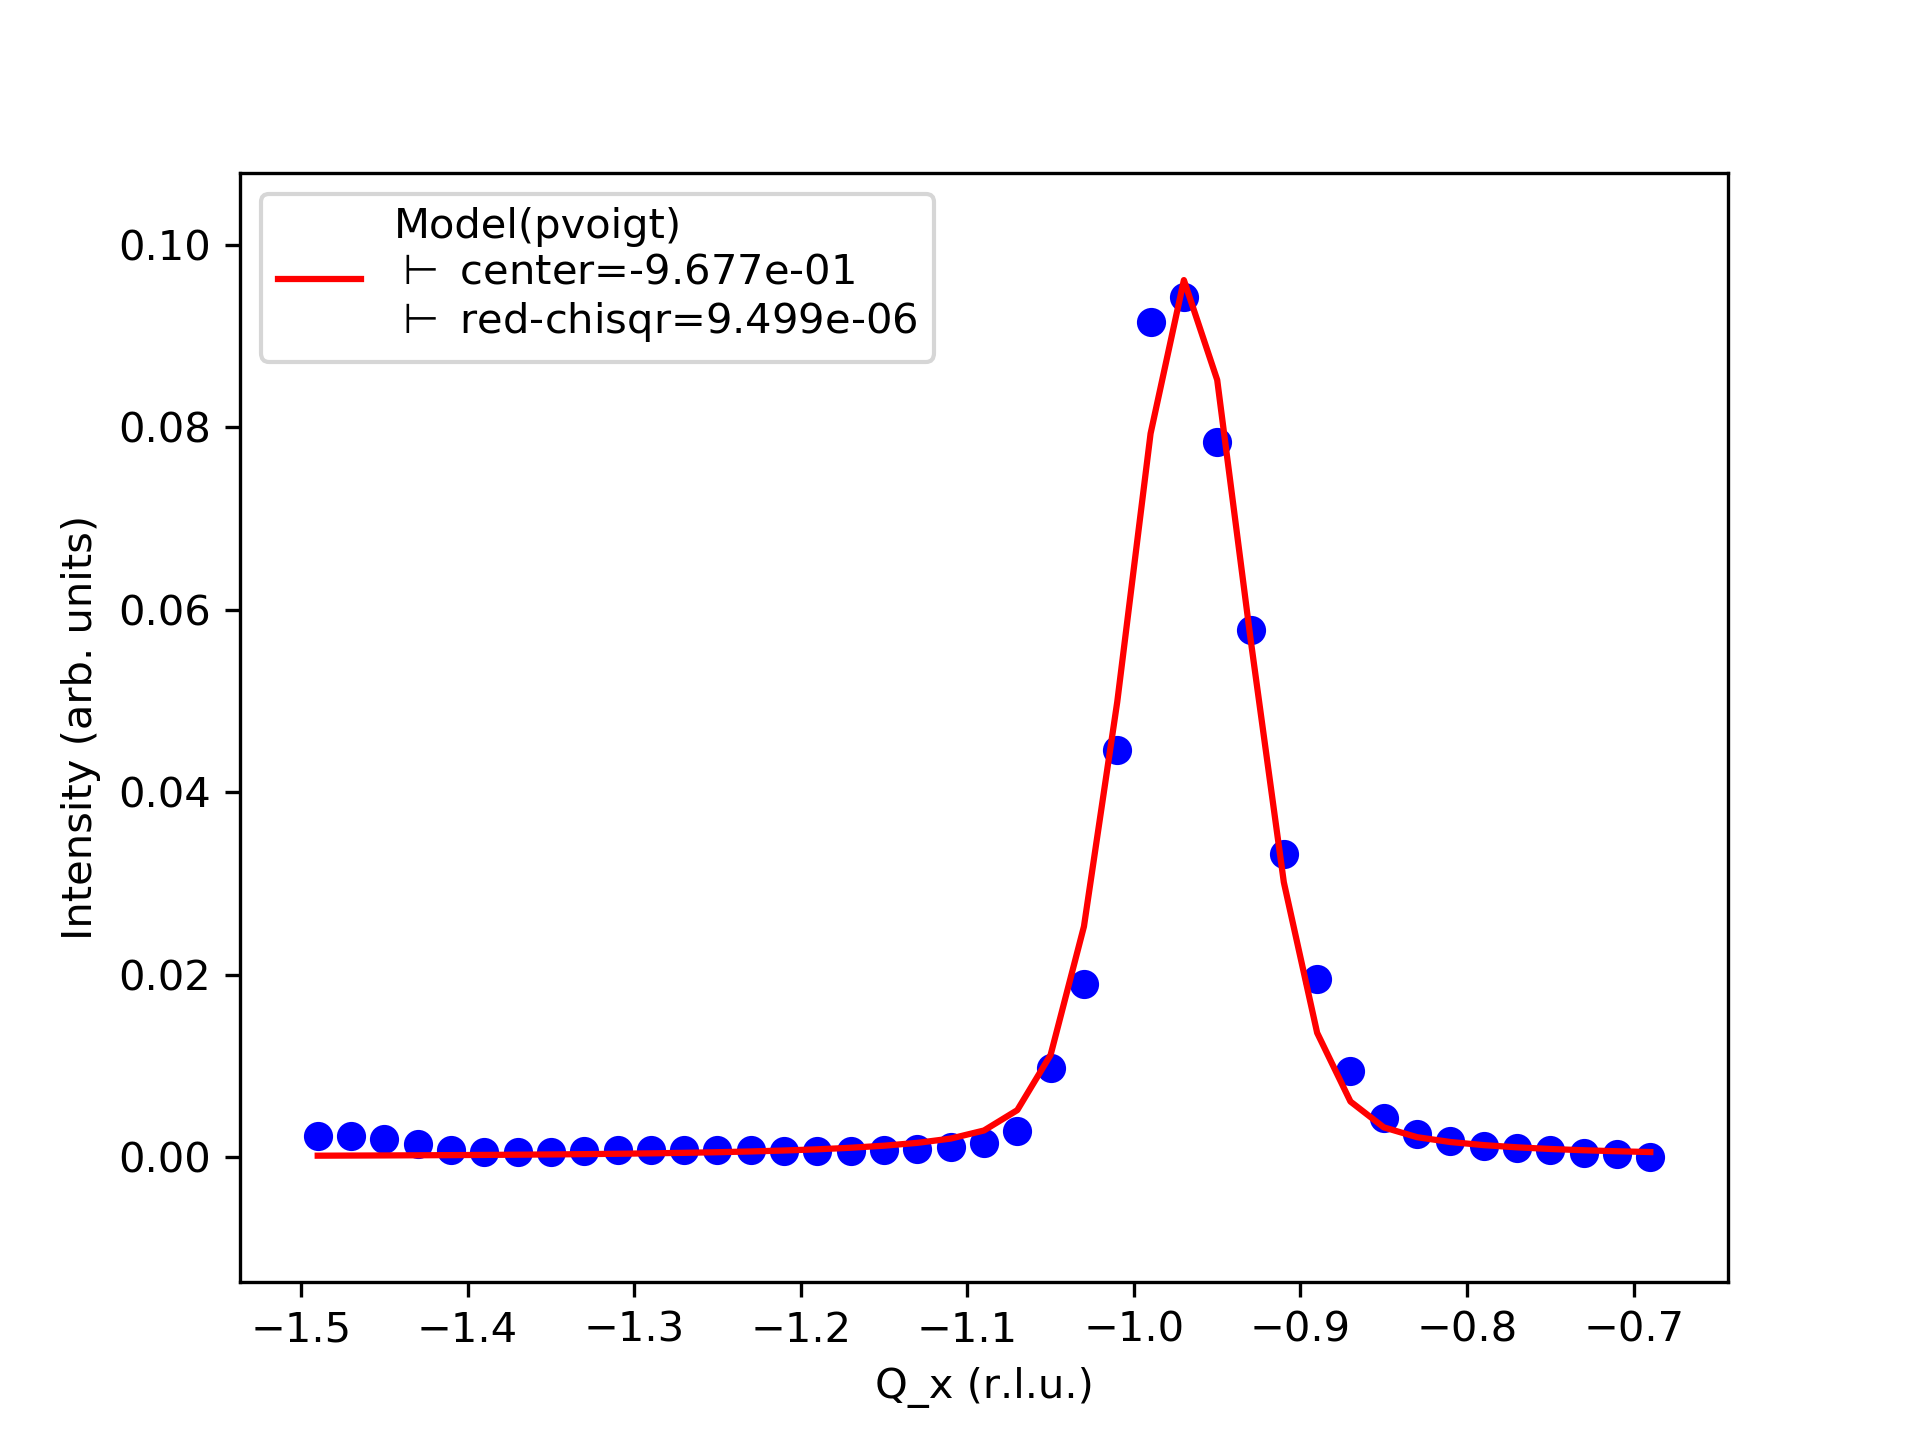 Model(pvoigt)
⊢ center=-9.677e-01
⊢ red-chisqr=9.499e-06
0.10
0.08
0.06
0.04
0.02
0.00
Intensity (arb. units)
−1.5 −1.4 −1.3 −1.2 −1.1 −1.0 −0.9 −0.8 −0.7
Q_x (r.l.u.)